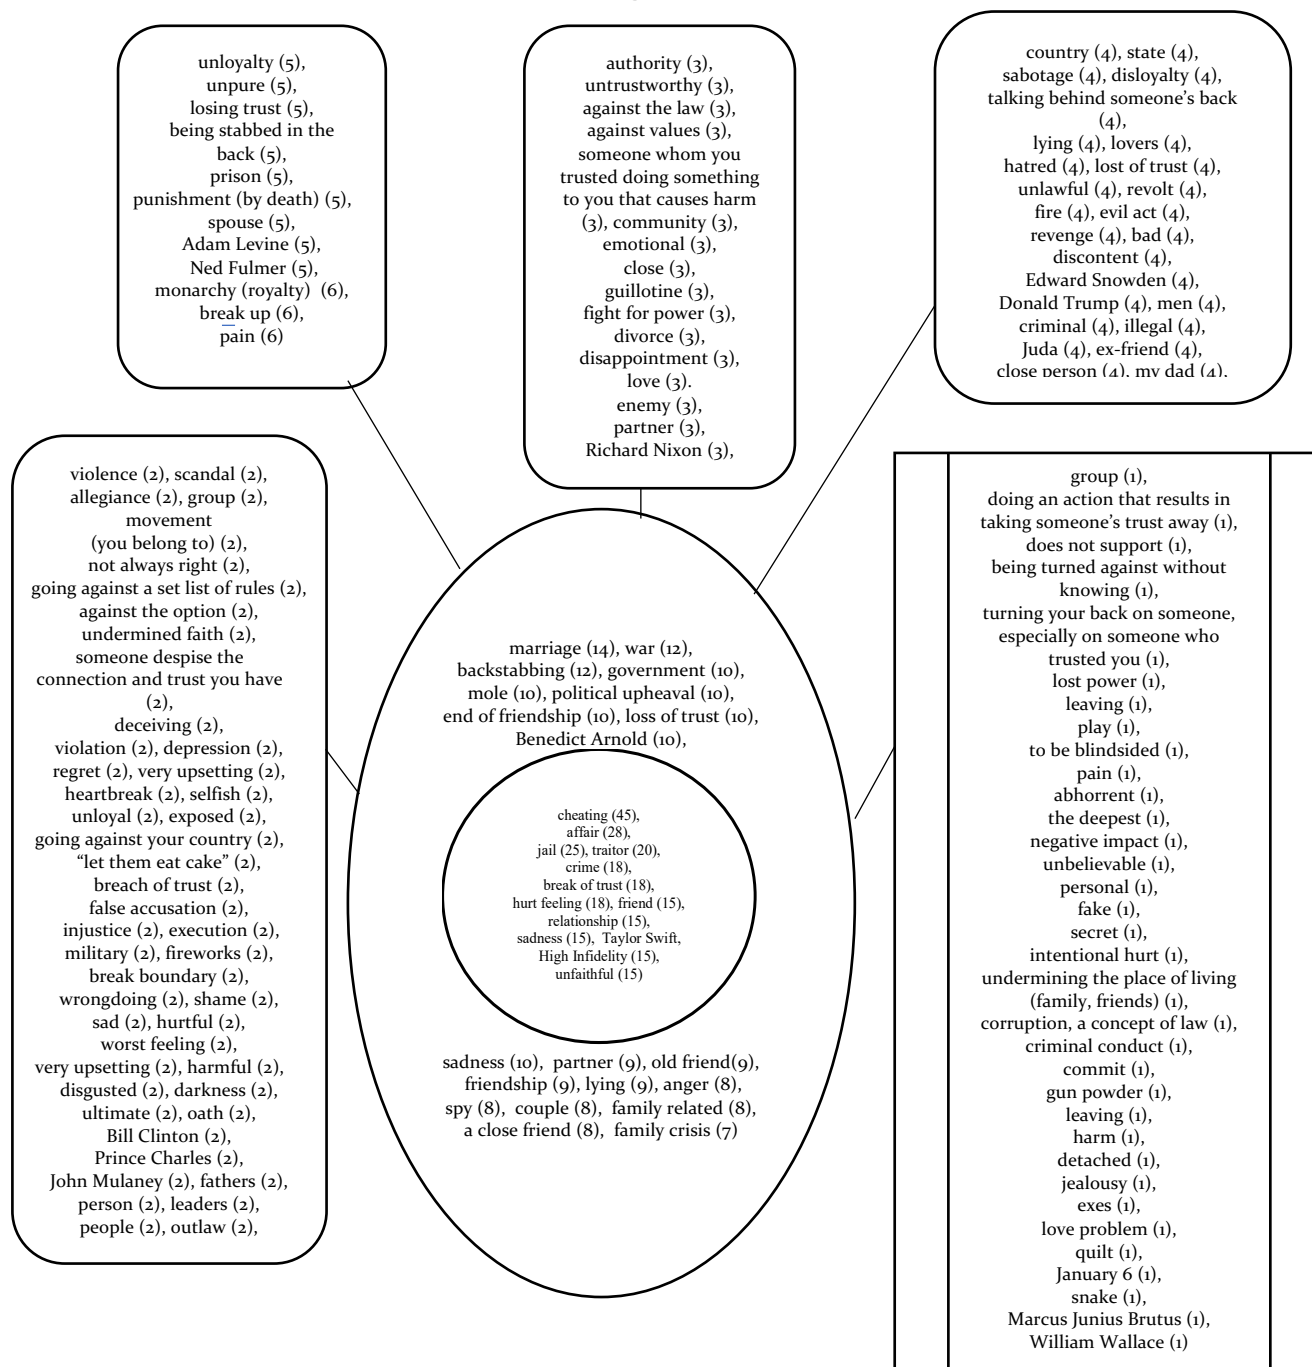 unloyalty (5),
unpure (5),
losing trust (5),
being stabbed in the
back (5),
prison (5),
punishment (by death) (5),
spouse (5),
Adam Levine (5),
Ned Fulmer (5),
monarchy (royalty) (6),
break up (6),
pain (6)
authority (3),
untrustworthy (3),
against the law (3),
against values (3),
someone whom you
trusted doing something
to you that causes harm
(3), community (3),
emotional (3),
close (3),
guillotine (3),
fight for power (3),
divorce (3),
disappointment (3),
love (3).
enemy (3),
partner (3),
Richard Nixon (3),
country (4), state (4),
sabotage (4), disloyalty (4),
talking behind someone's back
(4),
lying (4), lovers (4),
hatred (4), lost of trust (4),
unlawful (4), revolt (4),
fire (4), evil act (4),
revenge (4), bad (4),
discontent (4),
Edward Snowden (4),
Donald Trump (4), men (4),
criminal (4), illegal (4),
Juda (4), ex-friend (4),
close person (4), my dad (4),
violence (2), scandal (2),
allegiance (2), group (2),
movement
(you belong to) (2),
not always right (2),
going against a set list of rules (2),
against the option (2),
undermined faith (2),
someone despise the
connection and trust you have
(2),
deceiving (2),
violation (2), depression (2),
regret (2), very upsetting (2),
heartbreak (2), selfish (2),
unloyal (2), exposed (2),
going against your country (2),
“let them eat cake” (2),
breach of trust (2),
false accusation (2),
injustice (2), execution (2),
military (2), fireworks (2),
break boundary (2),
wrongdoing (2), shame (2),
sad (2), hurtful (2),
worst feeling (2),
very upsetting (2), harmful (2),
disgusted (2), darkness (2),
ultimate (2), oath (2),
Bill Clinton (2),
Prince Charles (2),
John Mulaney (2), fathers (2),
person (2), leaders (2),
people (2), outlaw (2),
marriage (14), war (12),
backstabbing (12), government (10),
mole (10), political upheaval (10),
end of friendship (10), loss of trust (10),
Benedict Arnold (10),
cheating (45),
affair (28),
jail (25), traitor (20),
crime (18),
break of trust (18),
hurt feeling (18), friend (15),
relationship (15),
sadness (15), Taylor Swift,
High Infidelity (15),
unfaithful (15)
sadness (10), partner (9), old friend(9),
friendship (9), lying (9), anger (8),
spy (8), couple (8), family related (8),
a close friend (8), family crisis (7)
group (1),
doing an action that results in
taking someone's trust away (1),
does not support (1),
being turned against without
knowing (1),
turning your back on someone,
especially on someone who
trusted you (1),
lost power (1),
leaving (1),
play (1),
to be blindsided (1),
pain (1),
abhorrent (1),
the deepest (1),
negative impact (1),
unbelievable (1),
personal (1),
fake (1),
secret (1),
intentional hurt (1),
undermining the place of living
(family, friends) (1),
corruption, a concept of law (1),
criminal conduct (1),
commit (1),
gun powder (1),
leaving (1),
harm (1),
detached (1),
jealousy (1),
exes (1),
love problem (1),
quilt (1),
January 6 (1),
snake (1),
Marcus Junius Brutus (1),
William Wallace (1)